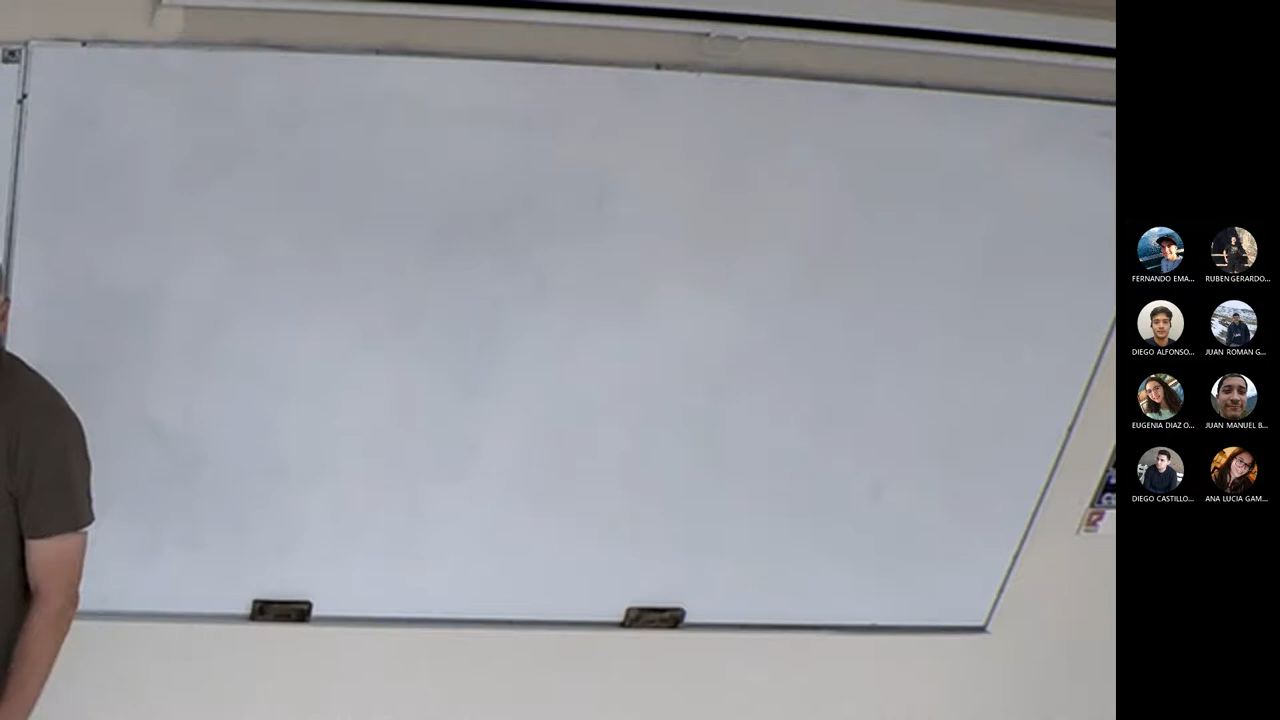 FERNANDO EMA... RUBEN GERARDO...
DIEGO ALFONSO... JUAN ROMAN G...
EUGENIA DIAZ O... JUAN MANUEL B...
DIEGO CASTILLO... ANA LUCIA GAM...